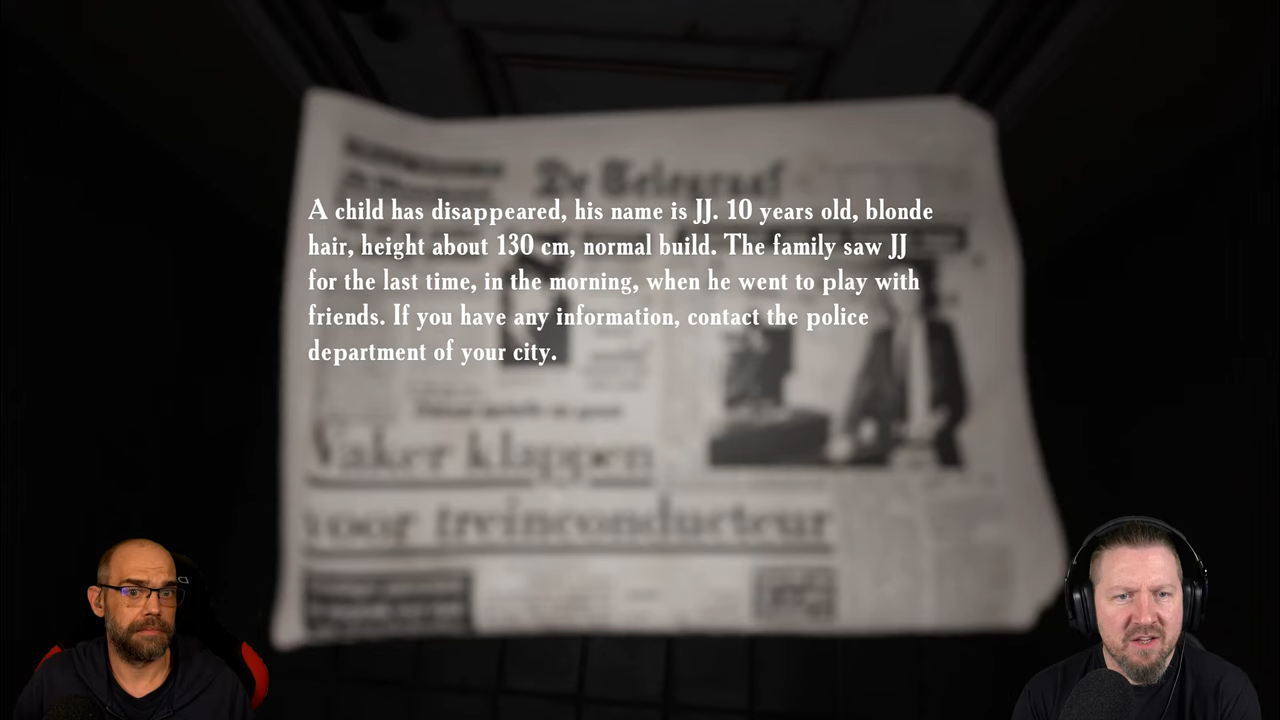 De Telegraaf
A child has disappeared, his name is JJ. 10 years old, blonde
hair, height about 130 cm, normal build. The family saw JJ
for the last time, in the morning, when he went to play with
friends. If you have any information, contact the police
department of your city.
Vaker klappen
voor treinconducteur